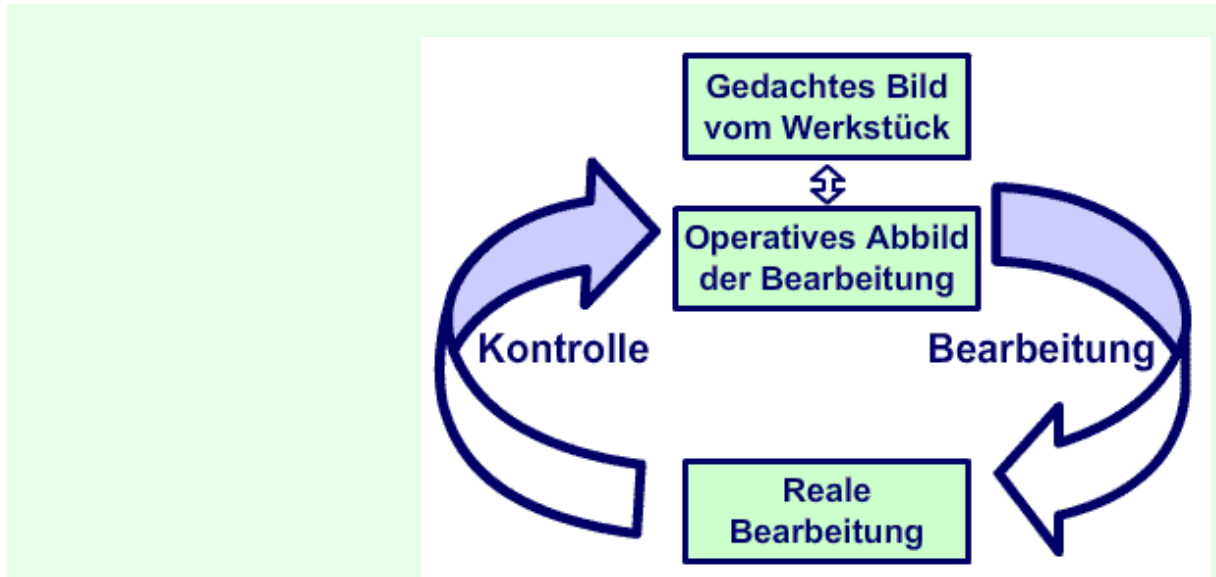 Gedachtes Bild
vom Werkstück
Operatives Abbild
der Bearbeitung
Kontrolle
Bearbeitung
Reale
Bearbeitung